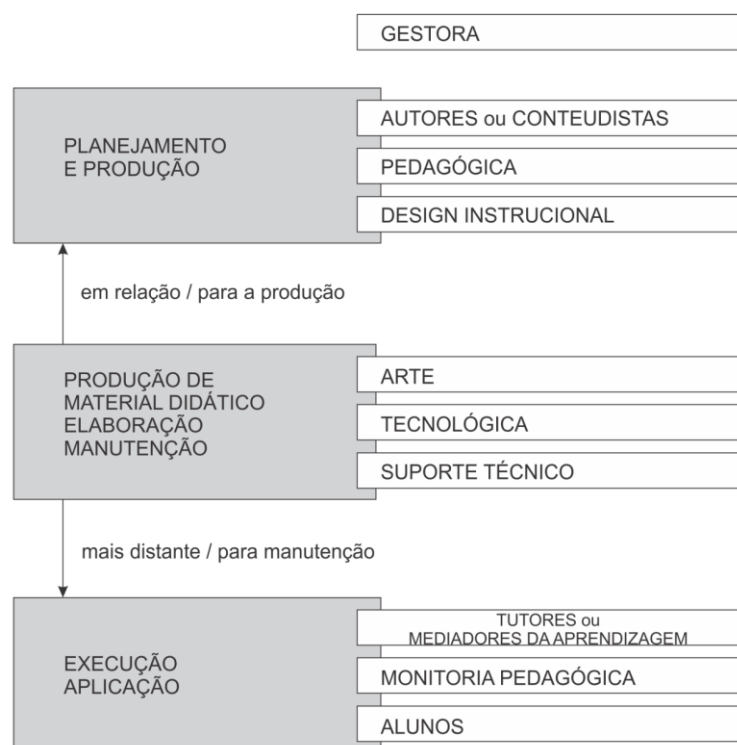 GESTORA
PLANEJAMENTO
E PRODUÇÃO
AUTORES ou CONTEUDISTAS
PEDAGÓGICA
DESIGN INSTRUCIONAL
em relação / para a produção
PRODUÇÃO DE
MATERIAL DIDÁTICO
ELABORAÇÃO
MANUTENÇÃO
ARTE
TECNOLÓGICA
SUPORTE TÉCNICO
mais distante / para manutenção
EXECUÇÃO
APLICAÇÃO
TUTORES ou
MEDIADORES DA APRENDIZAGEM
MONITORIA PEDAGÓGICA
ALUNOS